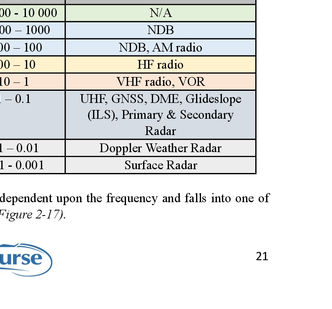 00 - 10 000 N/A
00 – 1000 NDB
00 – 100 NDB, AM radio
00 – 10 HF radio
10 – 1 VHF radio, VOR
1 – 0.1 UHF, GNSS, DME, Glideslope
(ILS), Primary & Secondary
Radar
1 – 0.01 Doppler Weather Radar
1 - 0.001 Surface Radar
dependent upon the frequency and falls into one of
Figure 2-17).
urse
21